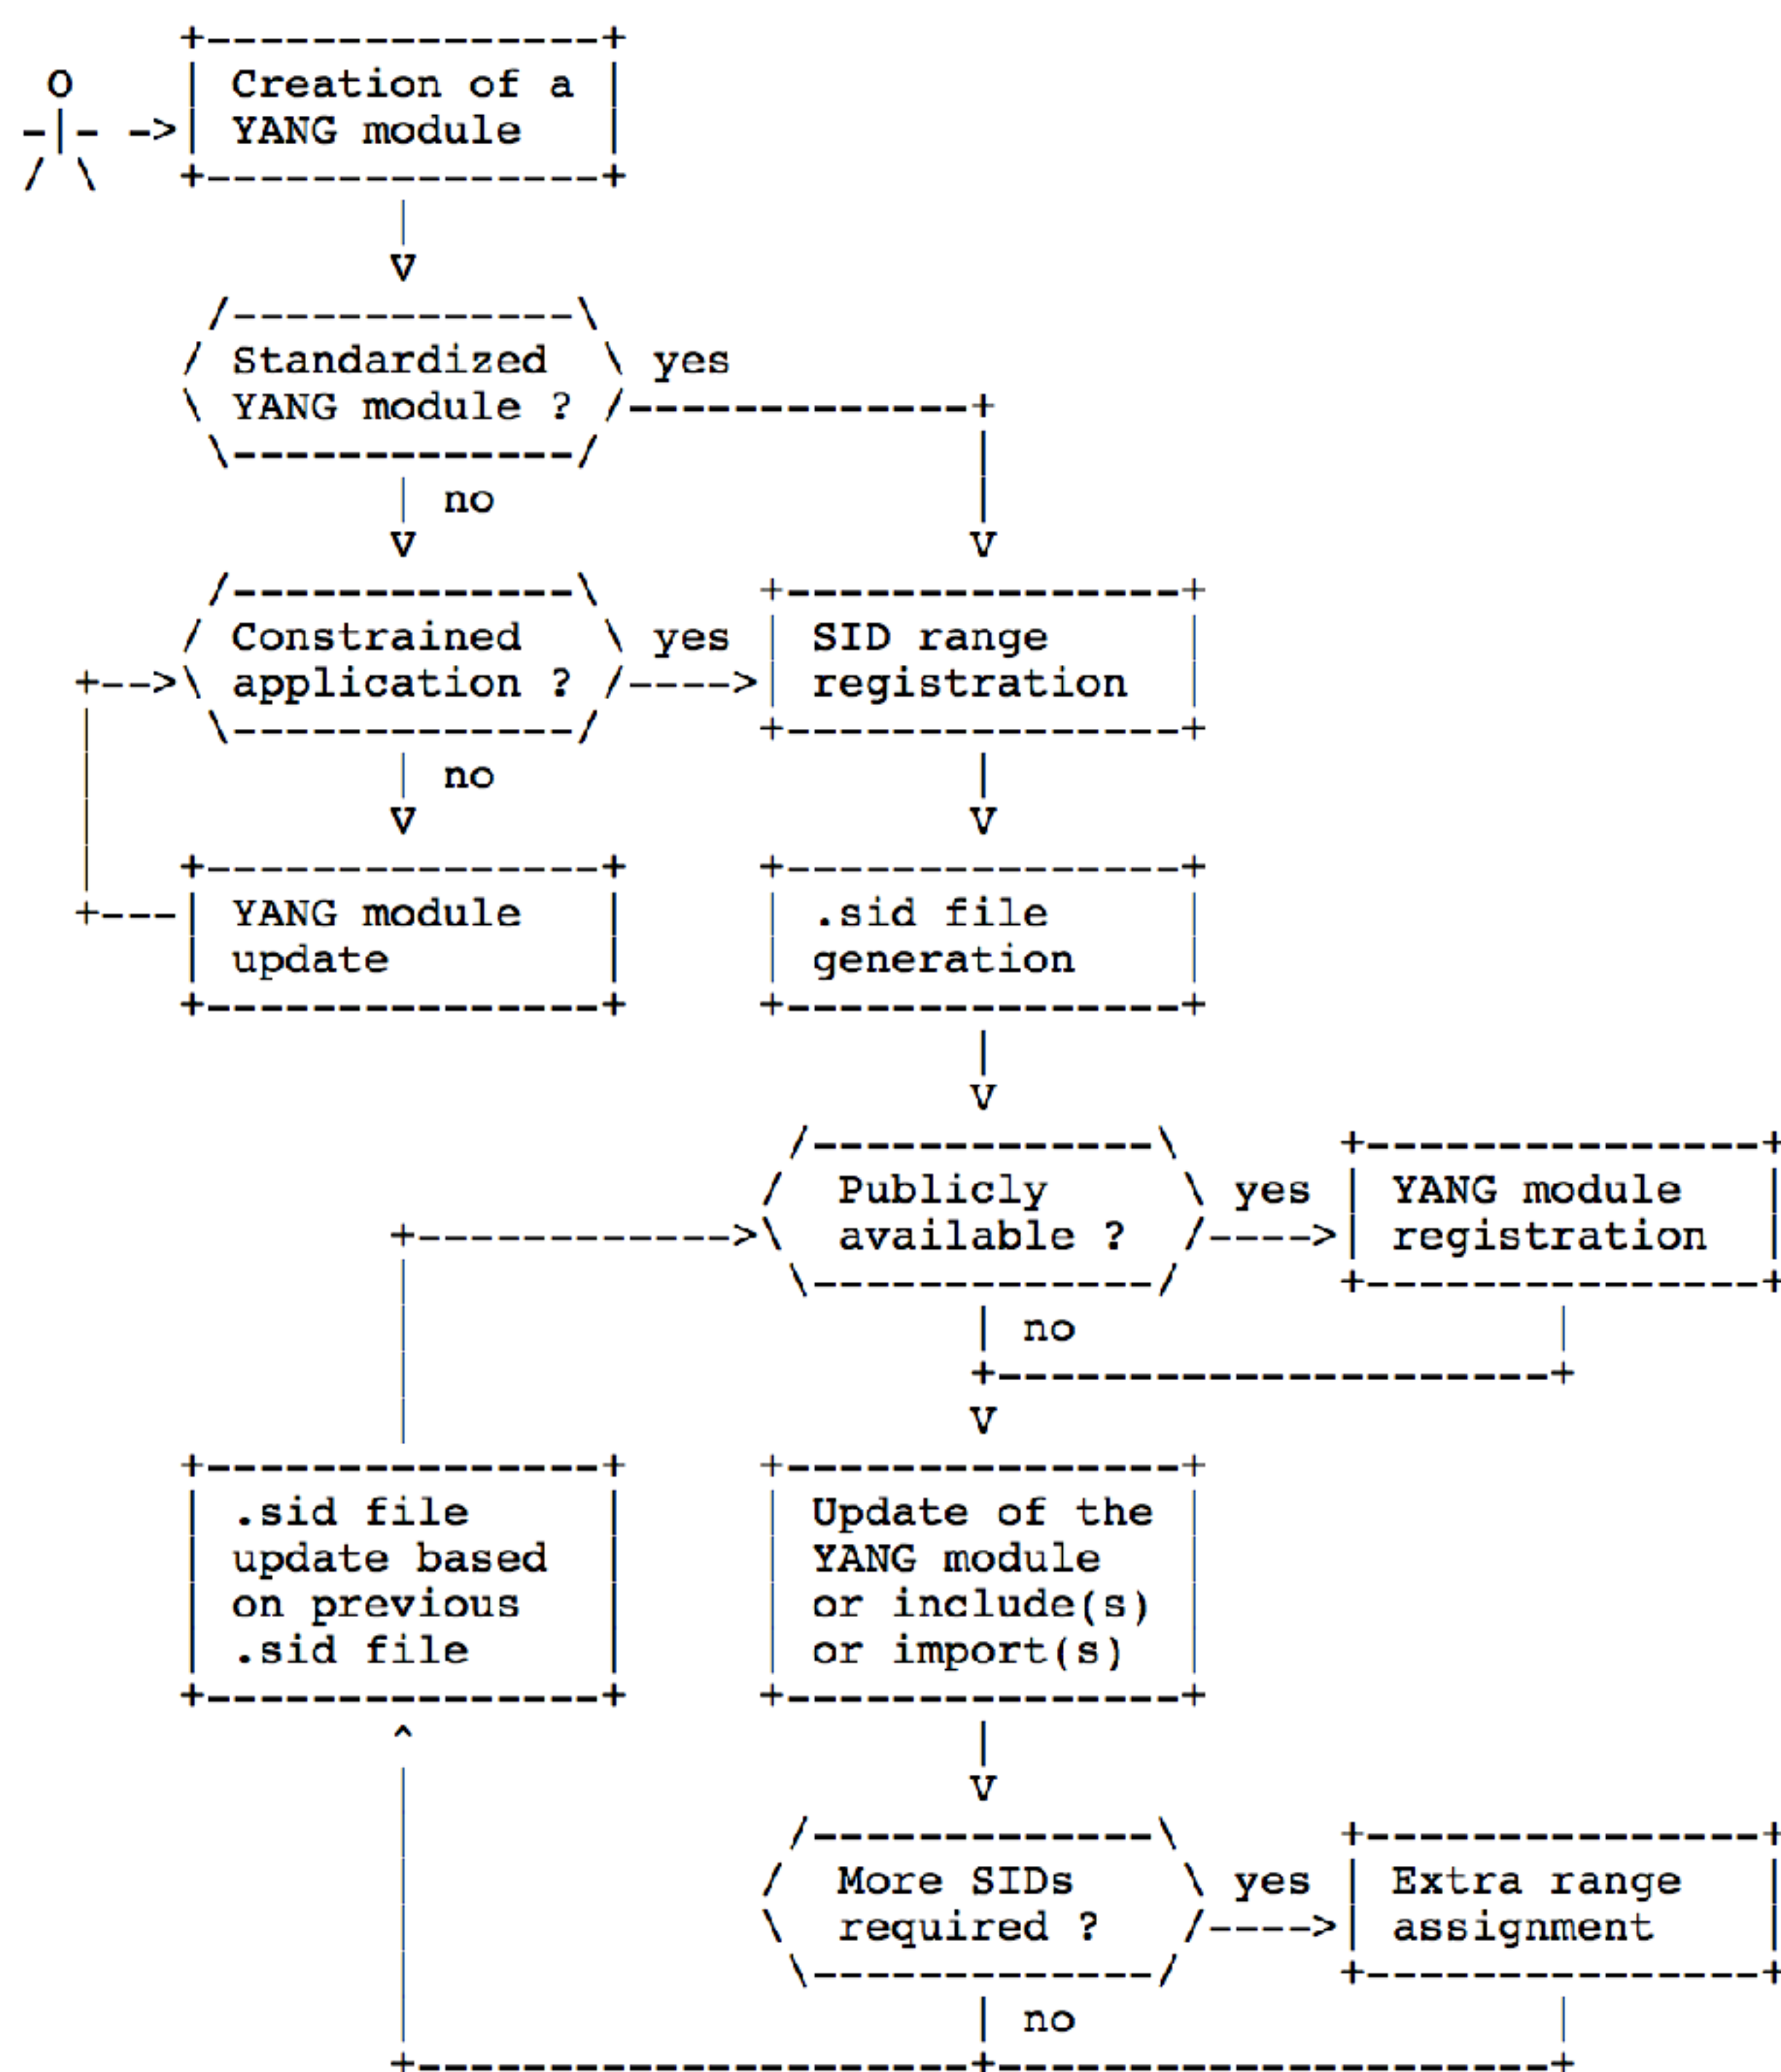 Creation of a
YANG module
Standardized
YANG module ?
yes
no
Constrained
application ?
yes
SID range
registration
no
YANG module
update
.sid file
generation
Publicly
available ?
yes
YANG module
registration
no
.sid file
update based
on previous
.sid file
Update of the
YANG module
or include(s)
or import(s)
More SIDs
required ?
yes
Extra range
assignment
no